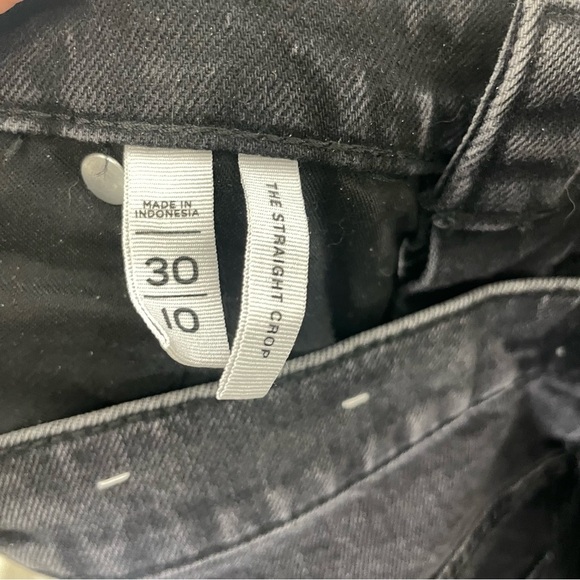 MADE IN
INDONESIA
30
10
THE STRAIGHT CROP